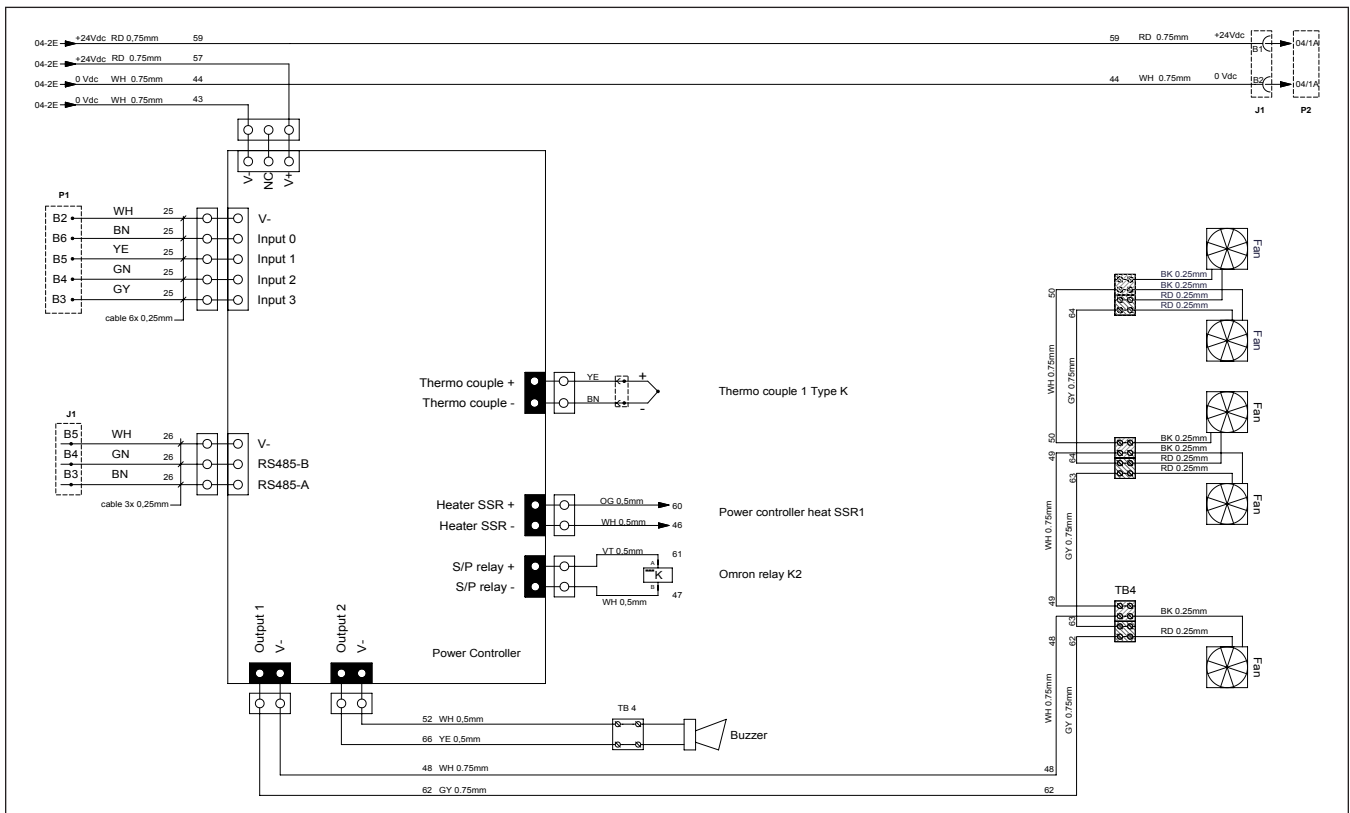 04-2E +24Vdc RD 0,75mm 59 59 RD 0.75mm +24Vdc B1 04/1A
04-2E +24Vdc RD 0.75mm 57
04-2E 0 Vdc WH 0.75mm 44 44 WH 0.75mm 0 Vdc B2 04/1A
04-2E 0 Vdc WH 0.75mm 43
J1 P2
V- NC V+
P1
B2 WH 25 V-
B6 BN 25 Input 0
B5 YE 25 Input 1
B4 GN 25 Input 2
B3 GY 25 Input 3
cable 6x 0,25mm
Fan
BK 0.25mm
50 BK 0.25mm
RD 0.25mm
64 RD 0.25mm
Fan
WH 0.75mm
GY 0.75mm
Thermo couple + YE +
Thermo couple - BN -
Thermo couple 1 Type K
Fan
J1
B5 WH 26 V-
B4 GN 26 RS485-B
B3 BN 26 RS485-A
cable 3x 0,25mm
50 BK 0.25mm
49 BK 0.25mm
64 RD 0.25mm
63 RD 0.25mm
Fan
Heater SSR + OG 0,5mm 60
Heater SSR - WH 0,5mm 46
Power controller heat SSR1
WH 0.75mm
GY 0.75mm
S/P relay + VT 0,5mm 61
A
K
B
S/P relay - WH 0,5mm 47
Omron relay K2
TB4
49
BK 0.25mm
63
48 62 RD 0.25mm
Fan
Output 1 V- Output 2 V-
Power Controller
WH 0.75mm
GY 0.75mm
TB 4
52 WH 0,5mm
66 YE 0,5mm
Buzzer
48 WH 0.75mm 48
62 GY 0.75mm 62